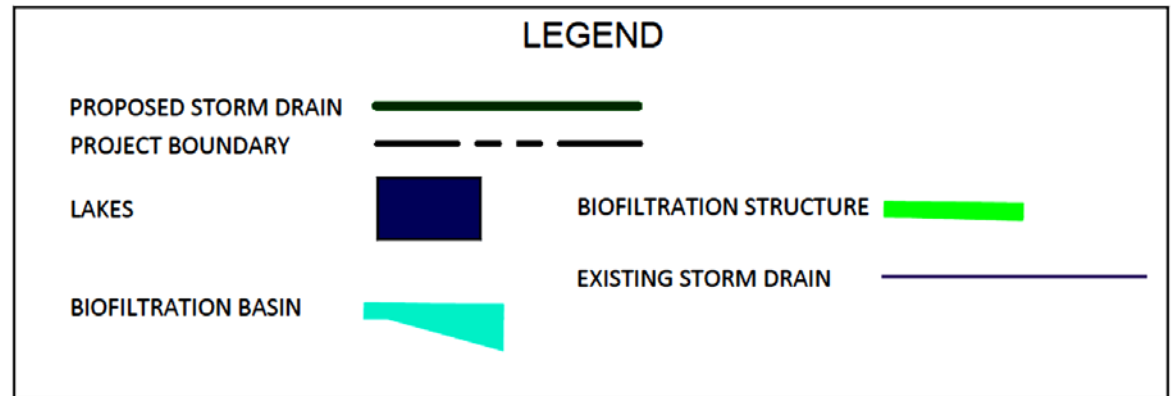 LEGEND
PROPOSED STORM DRAIN
PROJECT BOUNDARY
LAKES
BIOFILTRATION STRUCTURE
EXISTING STORM DRAIN
BIOFILTRATION BASIN